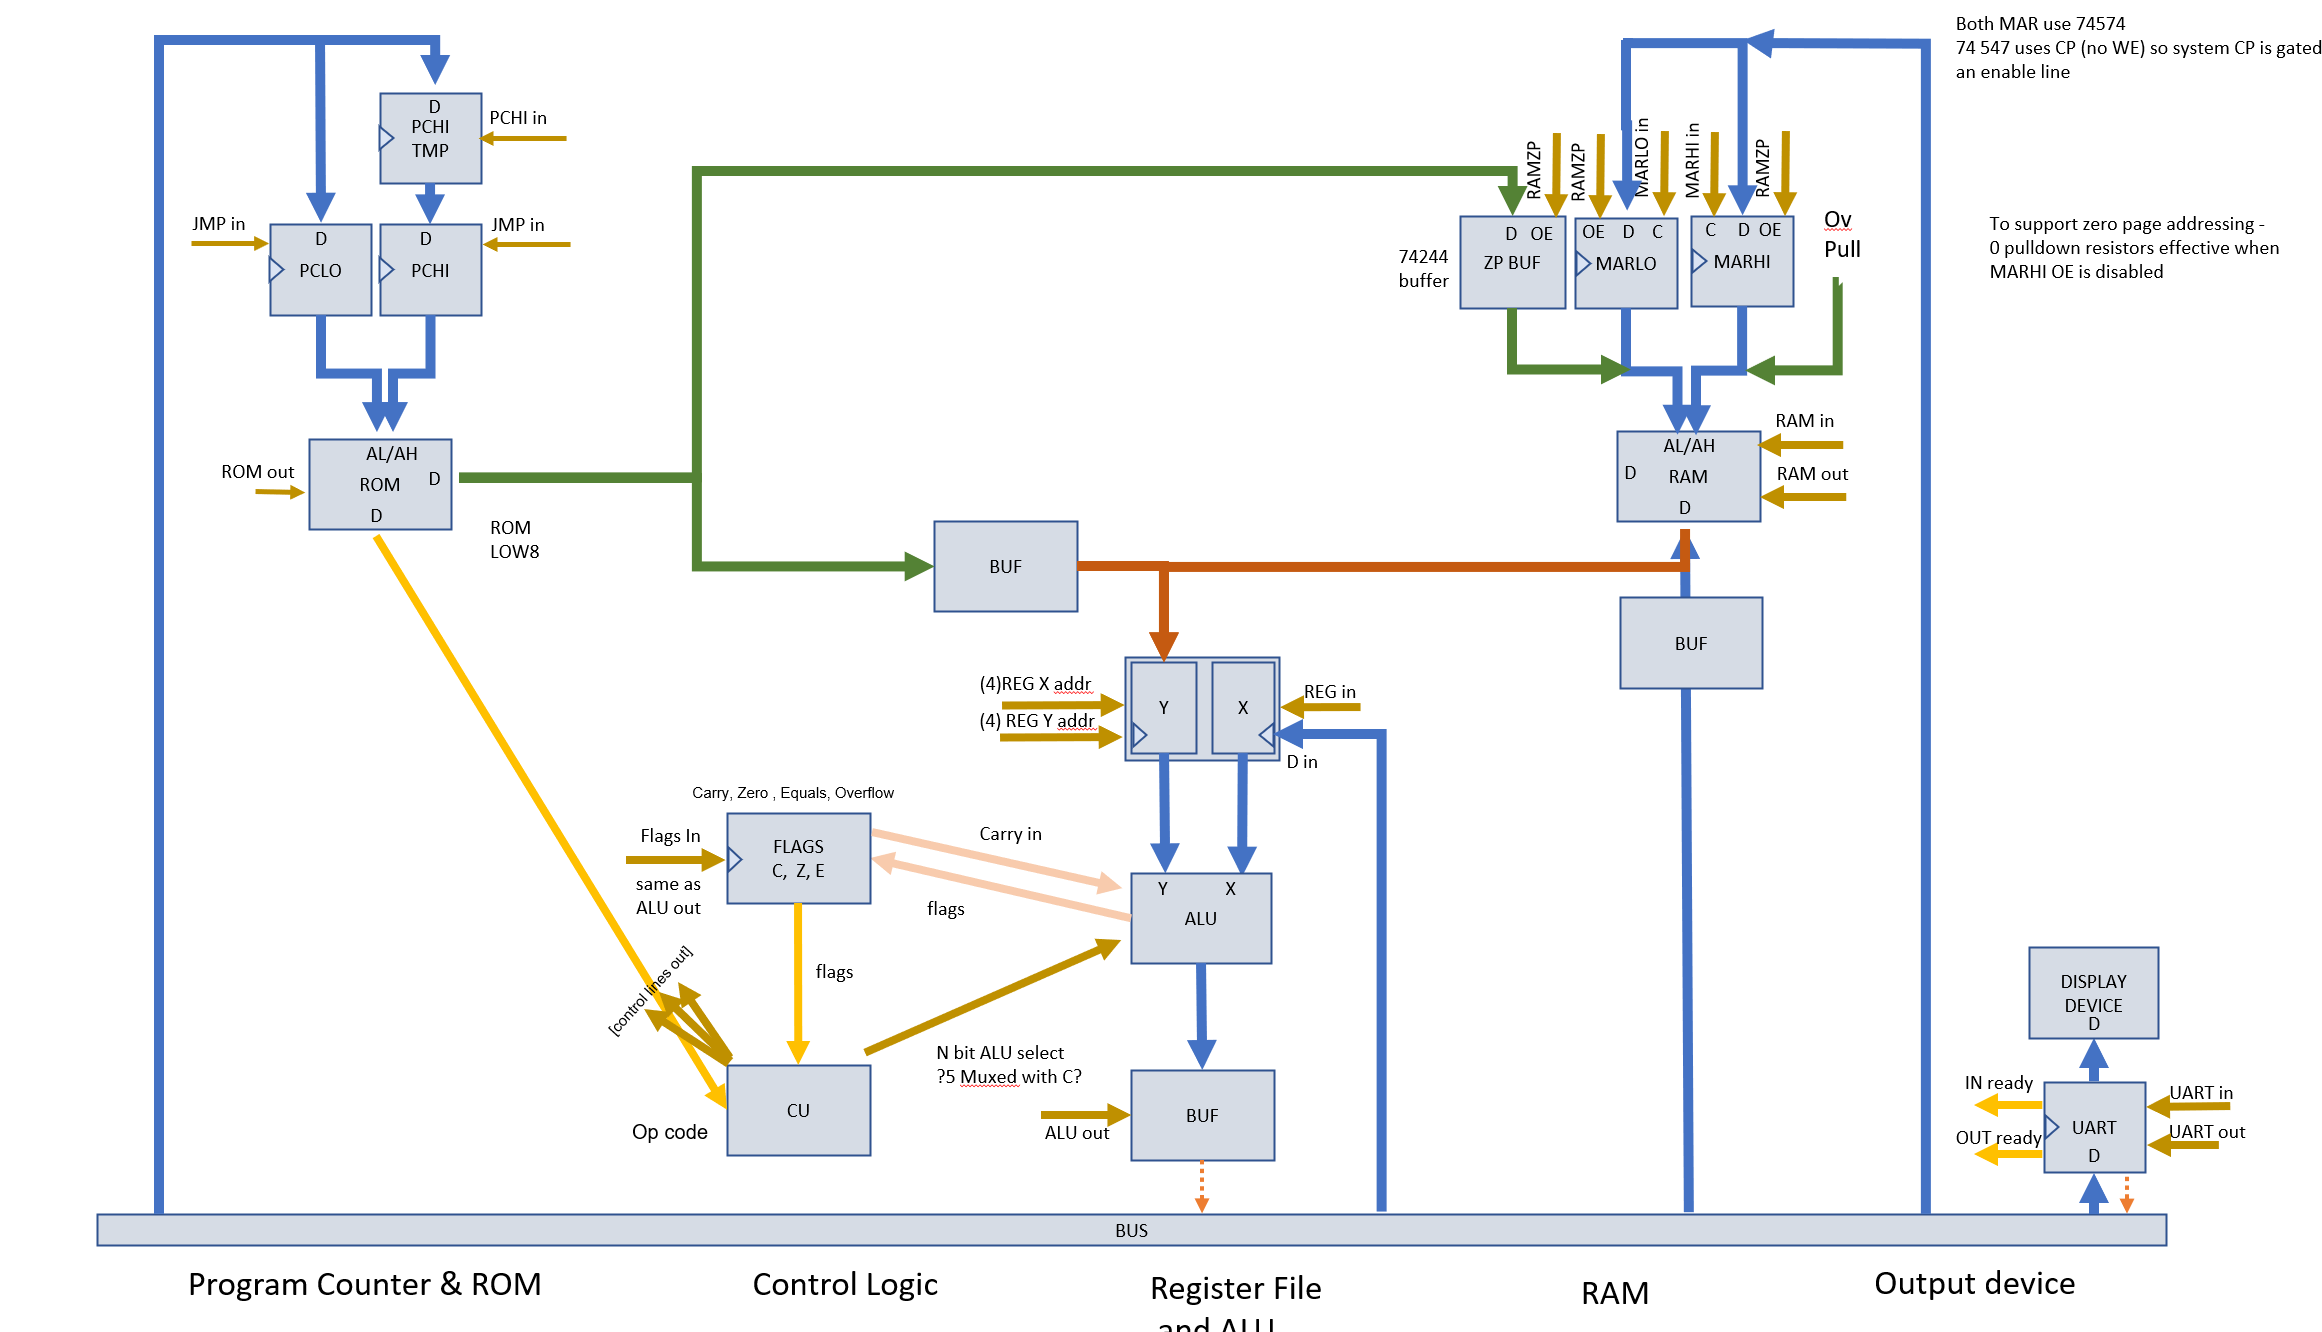 Both MAR use 74574
74 547 uses CP (no WE) so system CP is gated
an enable line
D
PCHI
TMP
PCHI in
JMP in
D
PCLO
D
PCHI
JMP in
RAMZP
RAMZP
MARLO in
MARHI in
RAMZP
74244
buffer
D OE
ZP BUF
OE D C
MARLO
C D OE
MARHI
Ov
Pull
To support zero page addressing -
0 pulldown resistors effective when
MARHI OE is disabled
ROM out
AL/AH
D
ROM
D
ROM
LOW8
AL/AH
D
RAM
D
RAM in
RAM out
BUF
BUF
(4)REG X addr
(4) REG Y addr
Y
X
REG in
D in
Carry, Zero , Equals, Overflow
Flags In
same as
ALU out
FLAGS
C, Z, E
Carry in
flags
Y X
ALU
flags
[control lines out]
N bit ALU select
?5 Muxed with C?
Op code
CU
ALU out
BUF
DISPLAY
DEVICE
D
IN ready
OUT ready
UART
D
UART in
UART out
BUS
Program Counter & ROM
Control Logic
Register File
and ALU
RAM
Output device